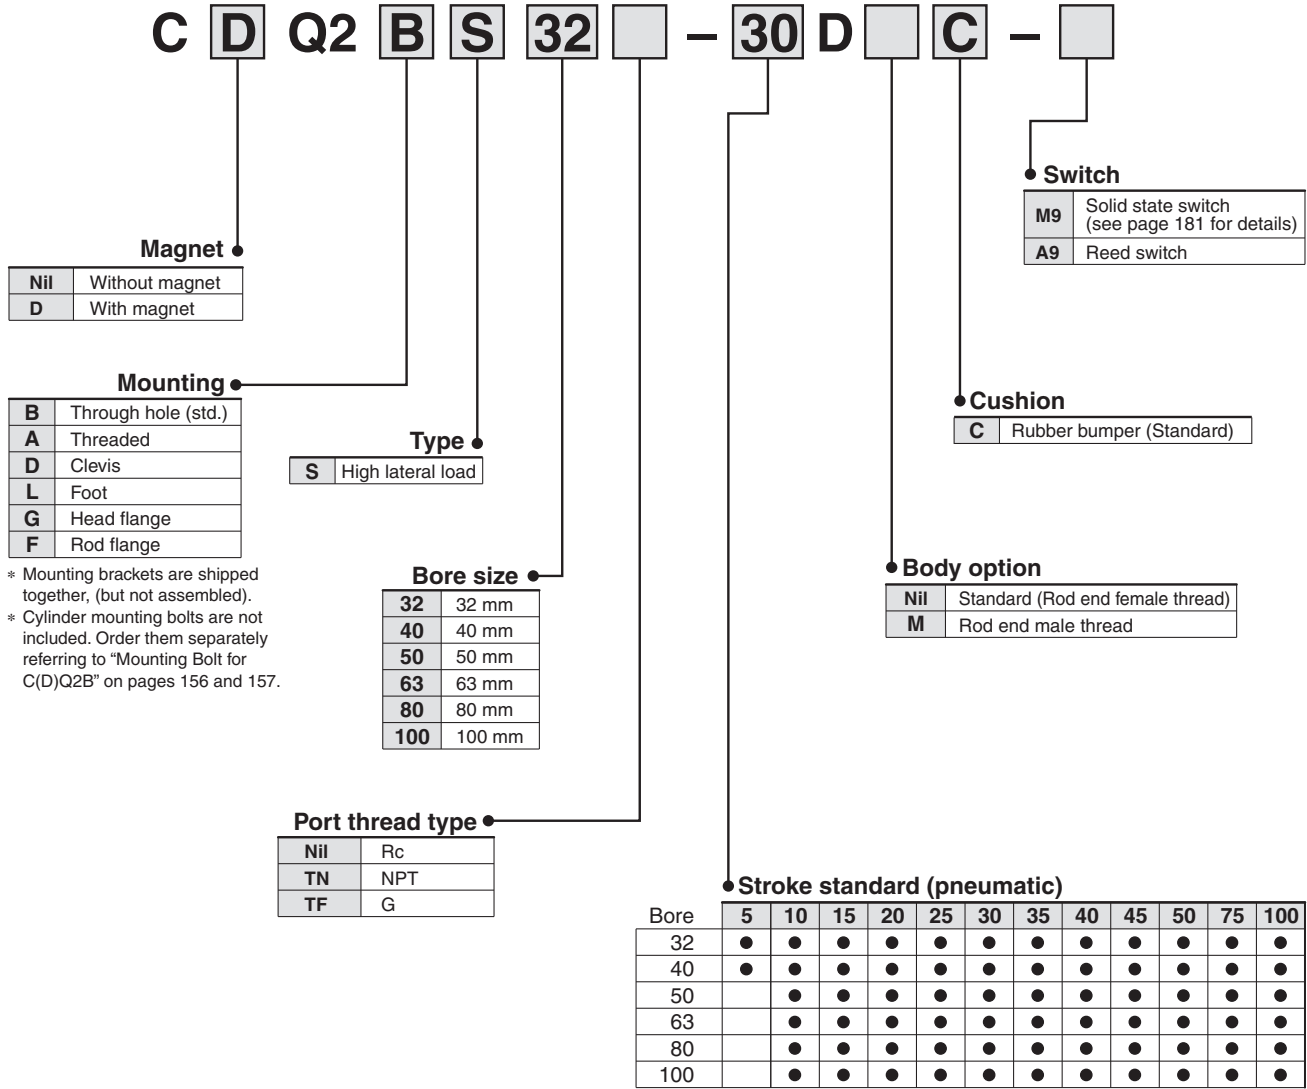 C D Q2 B S 32 – 30 D C –
Switch
M9 Solid state switch
(see page 181 for details)
A9 Reed switch
Magnet
Nil Without magnet
D With magnet
Mounting
B Through hole (std.)
A Threaded
D Clevis
L Foot
G Head flange
F Rod flange
* Mounting brackets are shipped
together, (but not assembled).
* Cylinder mounting bolts are not
included. Order them separately
referring to “Mounting Bolt for
C(D)Q2B” on pages 156 and 157.
Type
S High lateral load
Cushion
C Rubber bumper (Standard)
Bore size
32 32 mm
40 40 mm
50 50 mm
63 63 mm
80 80 mm
100 100 mm
Body option
Nil Standard (Rod end female thread)
M Rod end male thread
Port thread type
Nil Rc
TN NPT
TF G
Stroke standard (pneumatic)
Bore 5 10 15 20 25 30 35 40 45 50 75 100
32 ● ● ● ● ● ● ● ● ● ● ● ●
40 ● ● ● ● ● ● ● ● ● ● ● ●
50 ● ● ● ● ● ● ● ● ● ● ●
63 ● ● ● ● ● ● ● ● ● ● ●
80 ● ● ● ● ● ● ● ● ● ● ●
100 ● ● ● ● ● ● ● ● ● ● ●